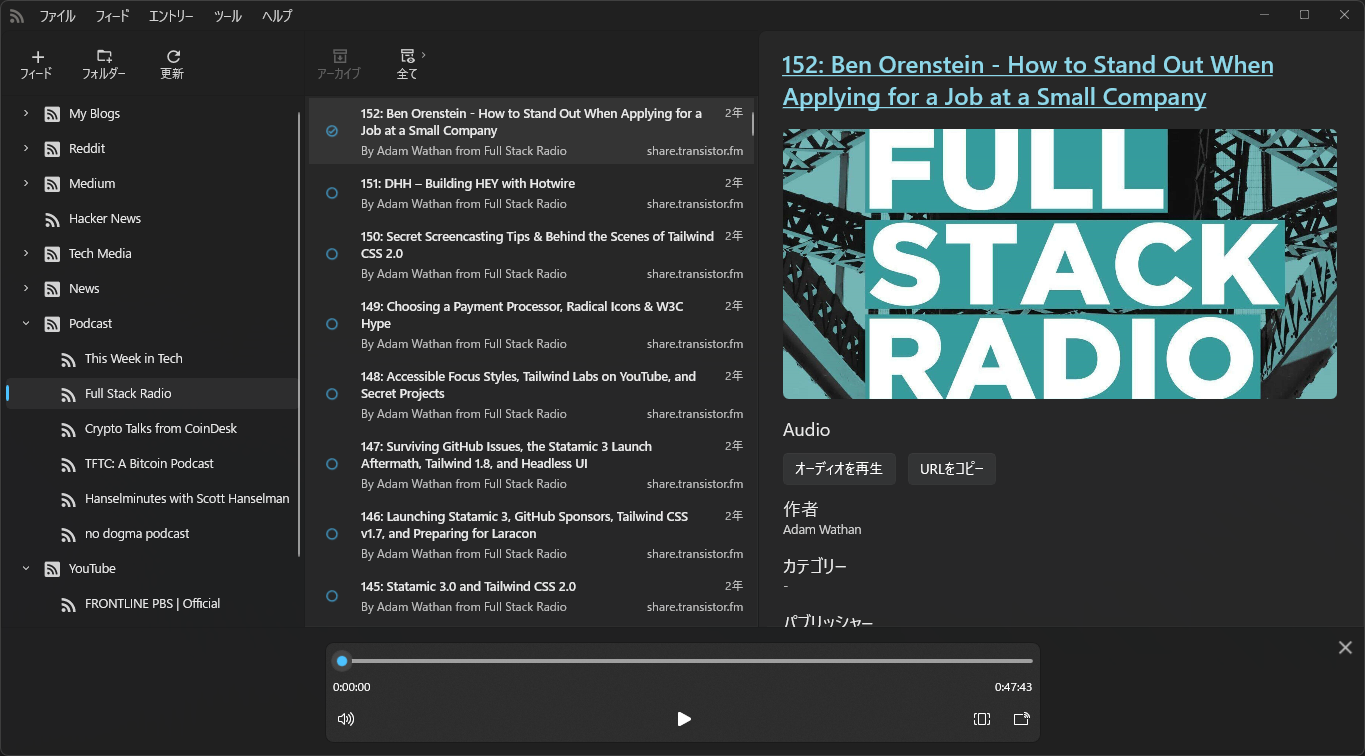 ファイル フィード エントリー ツール ヘルプ
フィード フォルダー 更新
アーカイブ 全て
My Blogs
Reddit
Medium
Hacker News
Tech Media
News
Podcast
This Week in Tech
Full Stack Radio
Crypto Talks from CoinDesk
TFTC: A Bitcoin Podcast
Hanselminutes with Scott Hanselman
no dogma podcast
YouTube
FRONTLINE PBS | Official
152: Ben Orenstein - How to Stand Out When Applying for a 2年
Job at a Small Company
By Adam Wathan from Full Stack Radio share.transistor.fm
151: DHH – Building HEY with Hotwire 2年
By Adam Wathan from Full Stack Radio share.transistor.fm
150: Secret Screencasting Tips & Behind the Scenes of Tailwind 2年
CSS 2.0
By Adam Wathan from Full Stack Radio share.transistor.fm
149: Choosing a Payment Processor, Radical Icons & W3C 2年
Hype
By Adam Wathan from Full Stack Radio share.transistor.fm
148: Accessible Focus Styles, Tailwind Labs on YouTube, and 2年
Secret Projects
By Adam Wathan from Full Stack Radio share.transistor.fm
147: Surviving GitHub Issues, the Statamic 3 Launch 2年
Aftermath, Tailwind 1.8, and Headless UI
By Adam Wathan from Full Stack Radio share.transistor.fm
146: Launching Statamic 3, GitHub Sponsors, Tailwind CSS 2年
v1.7, and Preparing for Laracon
By Adam Wathan from Full Stack Radio share.transistor.fm
145: Statamic 3.0 and Tailwind CSS 2.0 2年
By Adam Wathan from Full Stack Radio share.transistor.fm
152: Ben Orenstein - How to Stand Out When
Applying for a Job at a Small Company
FULL
STACK
RADIO
Audio
オーディオを再生 URLをコピー
作者
Adam Wathan
カテゴリー
-
パブリッシャー
0:00:00 0:47:43